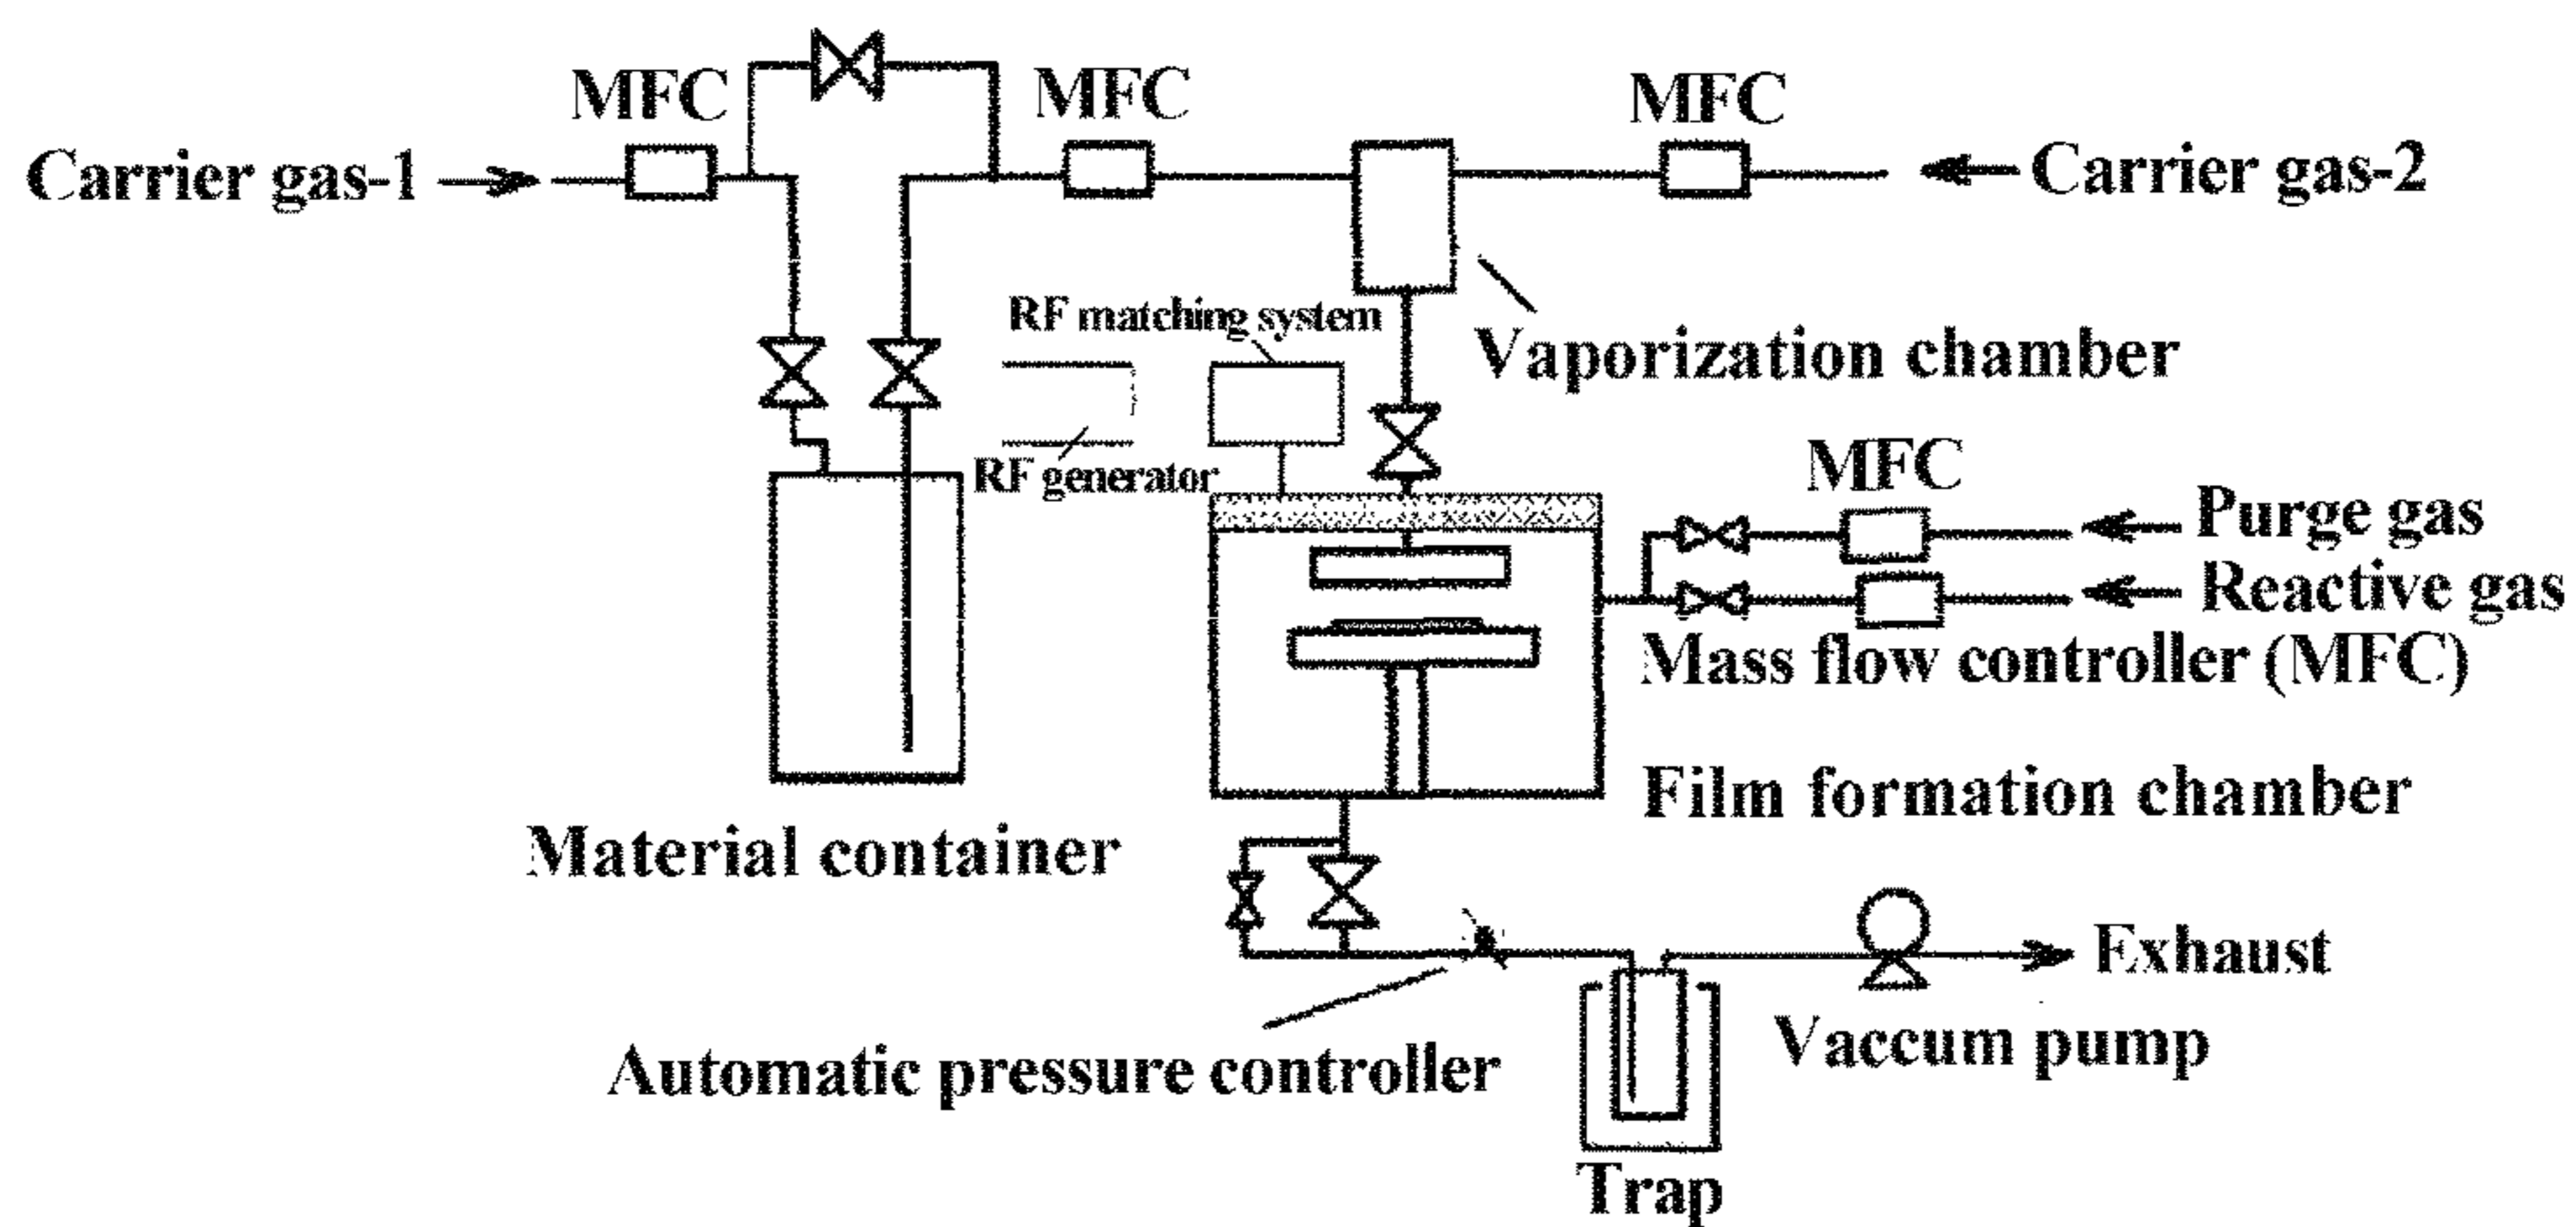 MFC
MFC
MFC
Carrier gas-1
Carrier gas-2
RF matching system
Vaporization chamber
RF generator
MFC
Purge gas
Reactive gas
Mass flow controller (MFC)
Film formation chamber
Material container
Exhaust
Automatic pressure controller
Vaccum pump
Trap